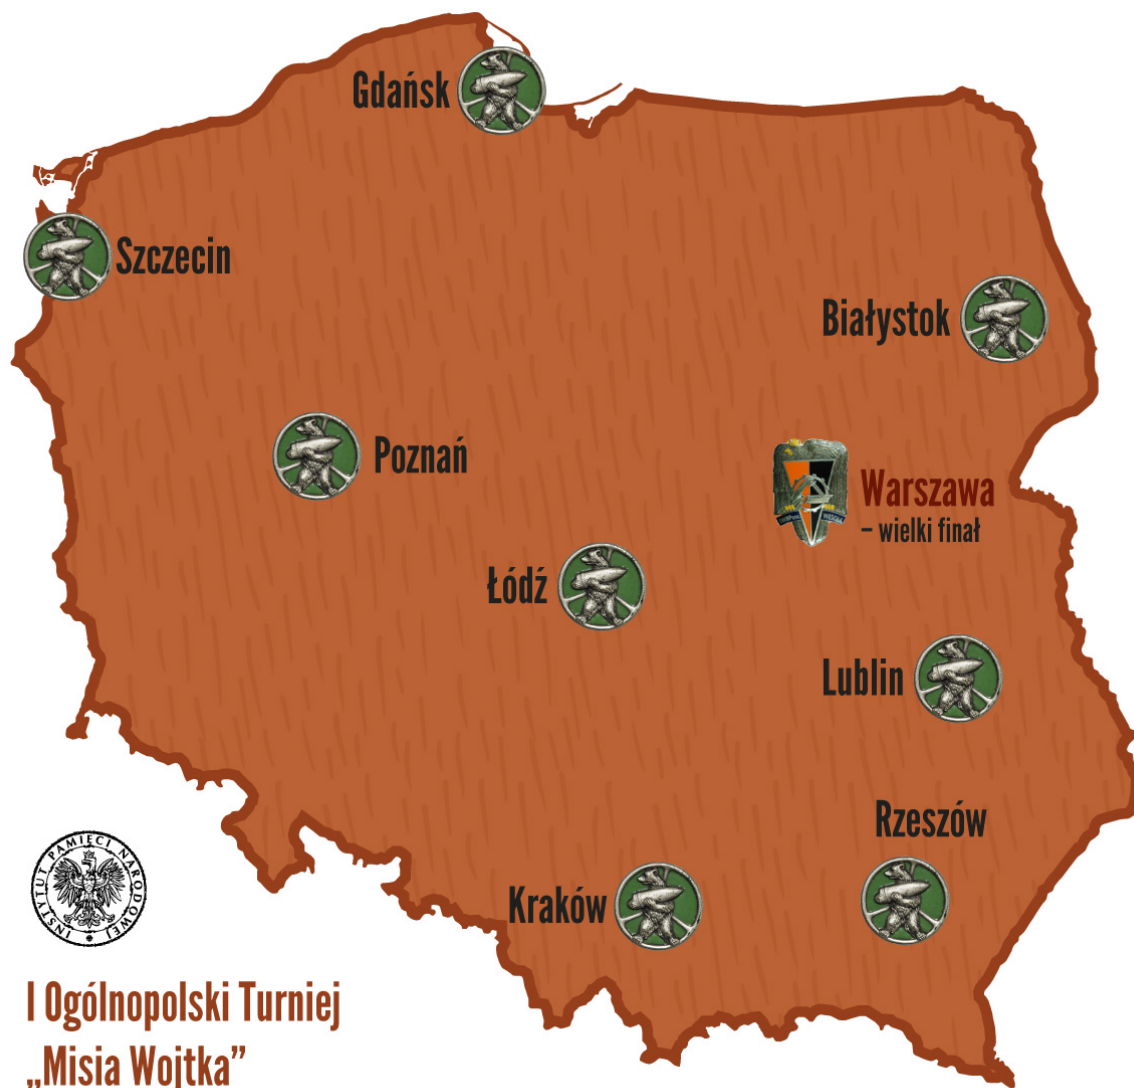 Gdańsk
Szczecin
Białystok
Poznań
Warszawa
– wielki finał
Łódź
Lublin
Rzeszów
Kraków
INSTYTUT PAMIĘCI NARODOWEJ
I Ogólnopolski Turniej
„Misia Wojtka”